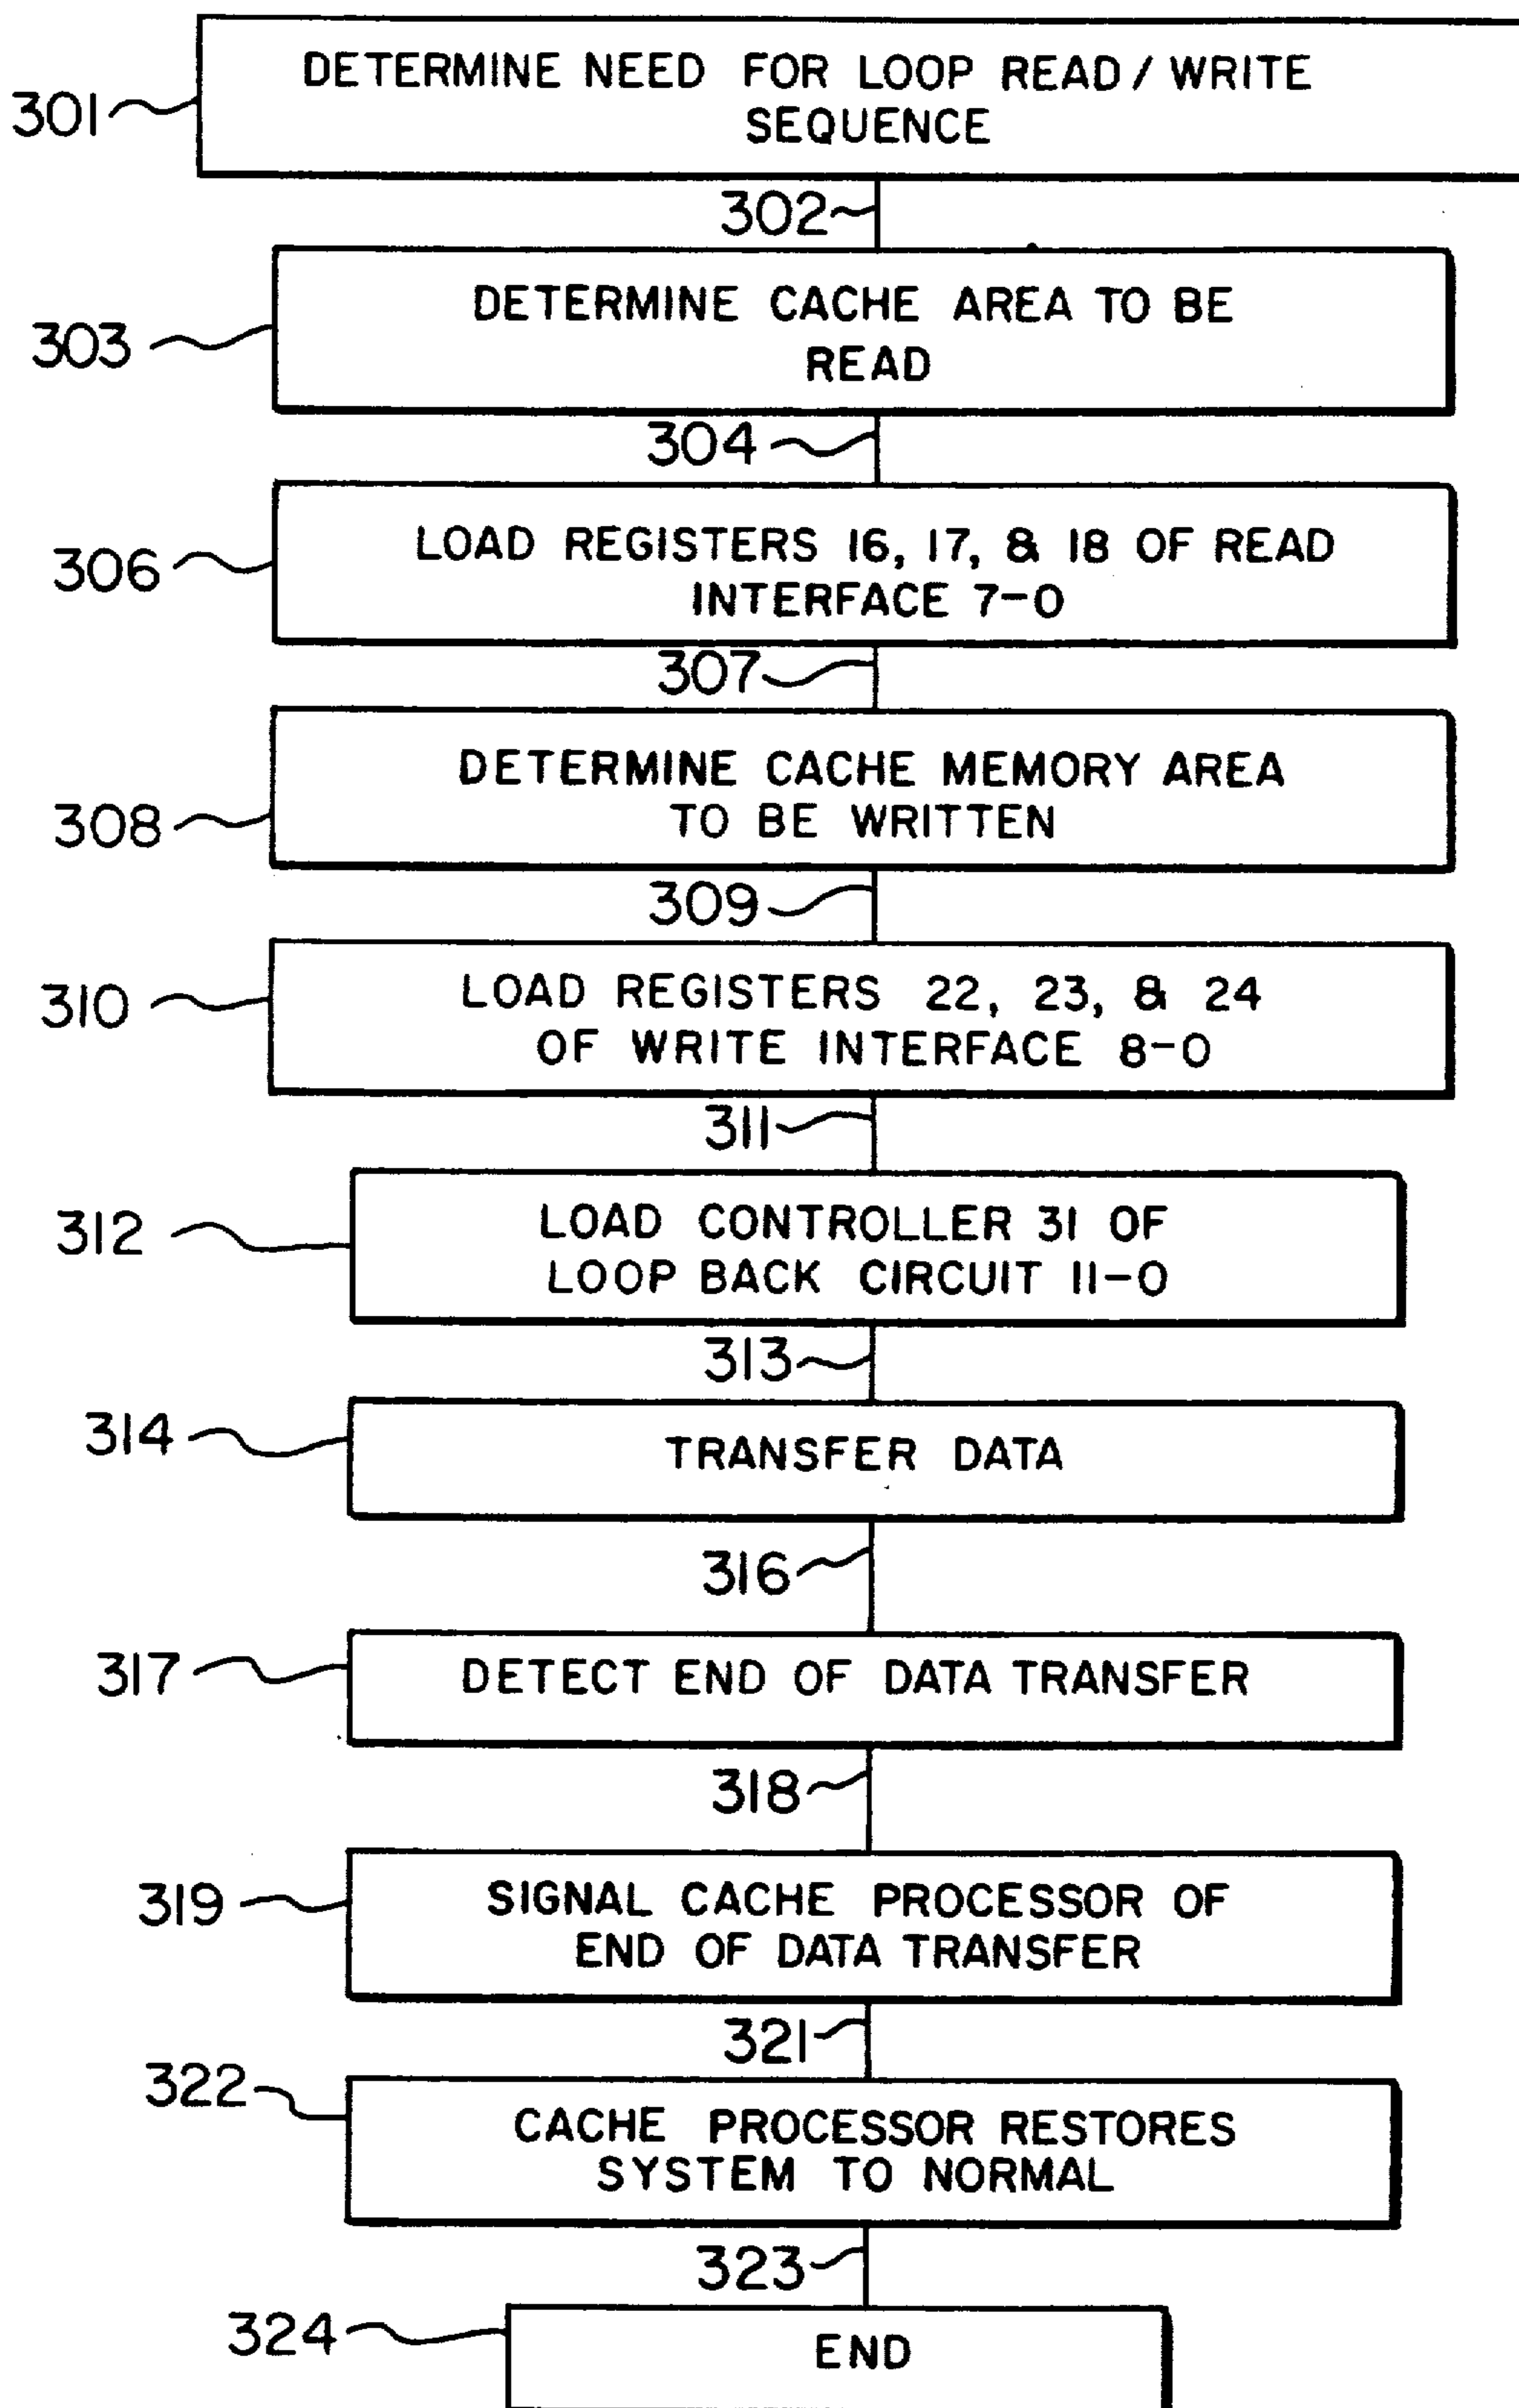 DETERMINE NEED FOR LOOP READ / WRITE
SEQUENCE
301
302
DETERMINE CACHE AREA TO BE
READ
303
304
LOAD REGISTERS 16, 17, & 18 OF READ
INTERFACE 7-0
306
307
DETERMINE CACHE MEMORY AREA
TO BE WRITTEN
308
309
LOAD REGISTERS 22, 23, & 24
OF WRITE INTERFACE 8-0
310
311
LOAD CONTROLLER 31 OF
LOOP BACK CIRCUIT 11-0
312
313
TRANSFER DATA
314
316
DETECT END OF DATA TRANSFER
317
318
SIGNAL CACHE PROCESSOR OF
END OF DATA TRANSFER
319
321
CACHE PROCESSOR RESTORES
SYSTEM TO NORMAL
322
323
END
324